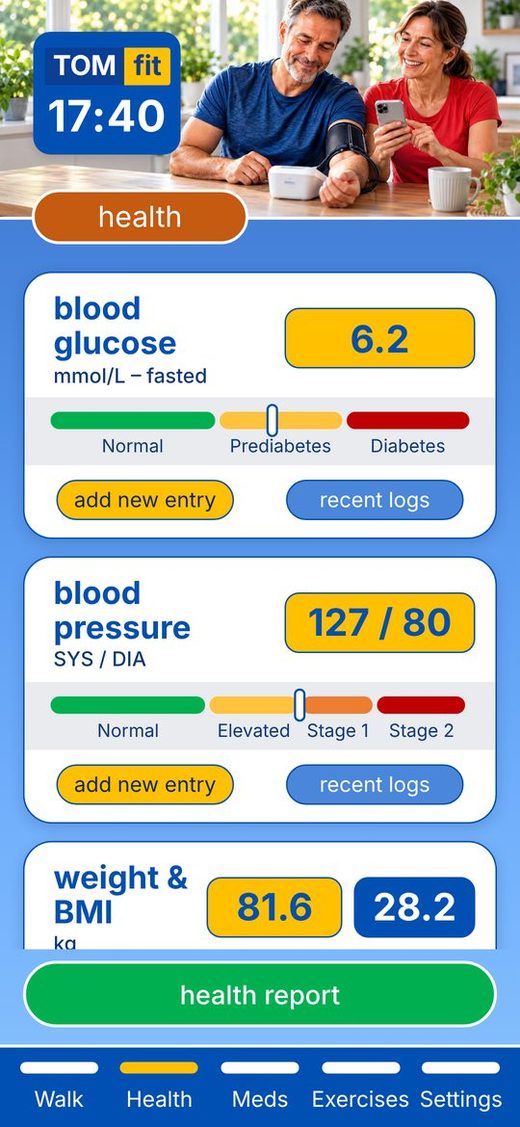 TOM fit
17:40
health
blood
glucose
mmol/L – fasted
6.2
Normal Prediabetes Diabetes
add new entry recent logs
blood
pressure
SYS / DIA
127 / 80
Normal Elevated Stage 1 Stage 2
add new entry recent logs
weight &
BMI
kg
81.6 28.2
health report
Walk Health Meds Exercises Settings